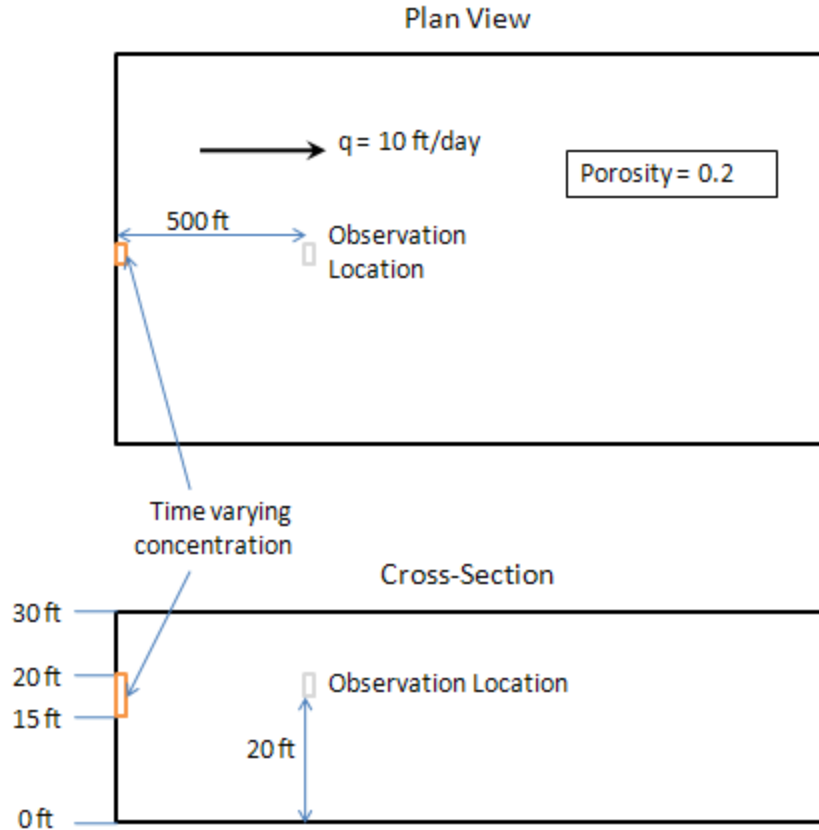 Plan View
q = 10 ft/day
Porosity = 0.2
500 ft
Observation
Location
Time varying
concentration
Cross-Section
30 ft
20 ft
Observation Location
15 ft
20 ft
0 ft